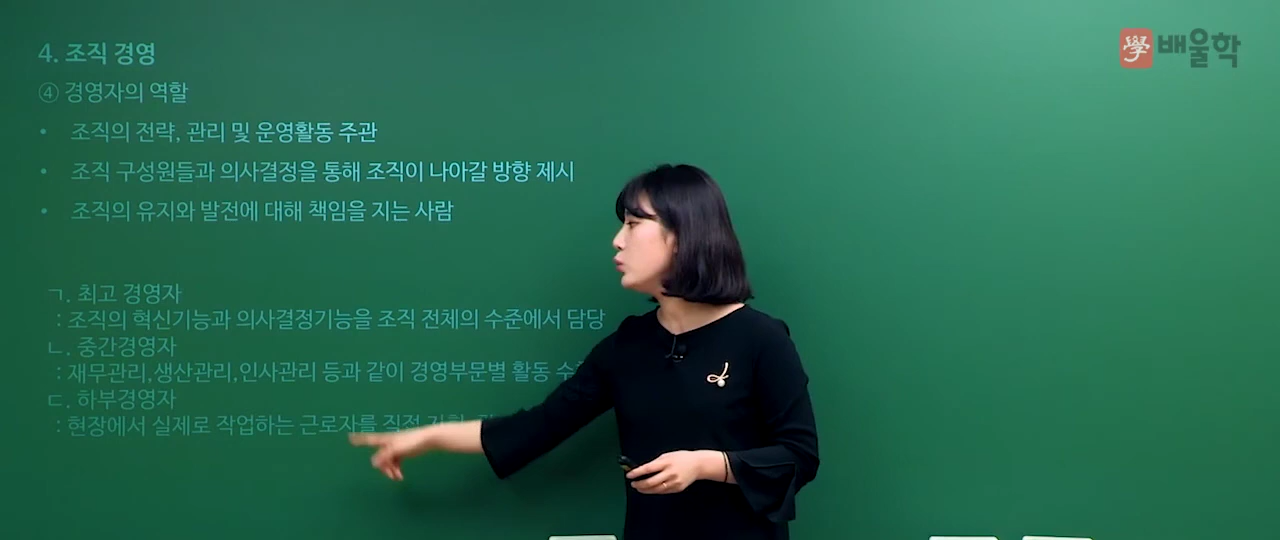 4. 조직 경영
學 배울학
④ 경영자의 역할
• 조직의 전략, 관리 및 운영활동 주관
• 조직 구성원들과 의사결정을 통해 조직이 나아갈 방향 제시
• 조직의 유지와 발전에 대해 책임을 지는 사람
ㄱ. 최고 경영자
: 조직의 혁신기능과 의사결정기능을 조직 전체의 수준에서 담당
ㄴ. 중간경영자
: 재무관리,생산관리,인사관리 등과 같이 경영부문별 활동
ㄷ. 하부경영자
: 현장에서 실제로 작업하는 근로자를 직접